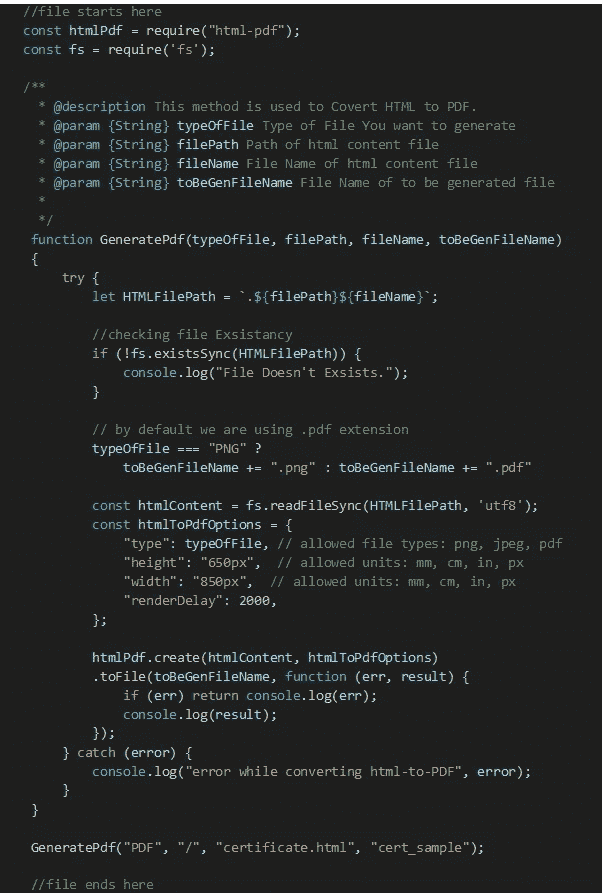 //file starts here
const htmlPdf = require("html-pdf");
const fs = require('fs');
/**
* @description This method is used to Covert HTML to PDF.
* @param {String} typeOfFile Type of File You want to generate
* @param {String} filePath Path of html content file
* @param {String} fileName File Name of html content file
* @param {String} toBeGenFileName File Name of to be generated file
*
*/
function GeneratePdf(typeOfFile, filePath, fileName, toBeGenFileName)
{
try {
let HTMLFilePath = `.${filePath}${fileName}`;
//checking file Exsistancy
if (!fs.existsSync(HTMLFilePath)) {
console.log("File Doesn't Exsists.");
}
// by default we are using .pdf extension
typeOfFile === "PNG" ?
toBeGenFileName += ".png" : toBeGenFileName += ".pdf"
const htmlContent = fs.readFileSync(HTMLFilePath, 'utf8');
const htmlToPdfOptions = {
"type": typeOfFile, // allowed file types: png, jpeg, pdf
"height": "650px", // allowed units: mm, cm, in, px
"width": "850px", // allowed units: mm, cm, in, px
"renderDelay": 2000,
};
htmlPdf.create(htmlContent, htmlToPdfOptions)
.toFile(toBeGenFileName, function (err, result) {
if (err) return console.log(err);
console.log(result);
});
} catch (error) {
console.log("error while converting html-to-PDF", error);
}
}
GeneratePdf("PDF", "/", "certificate.html", "cert_sample");
//file ends here